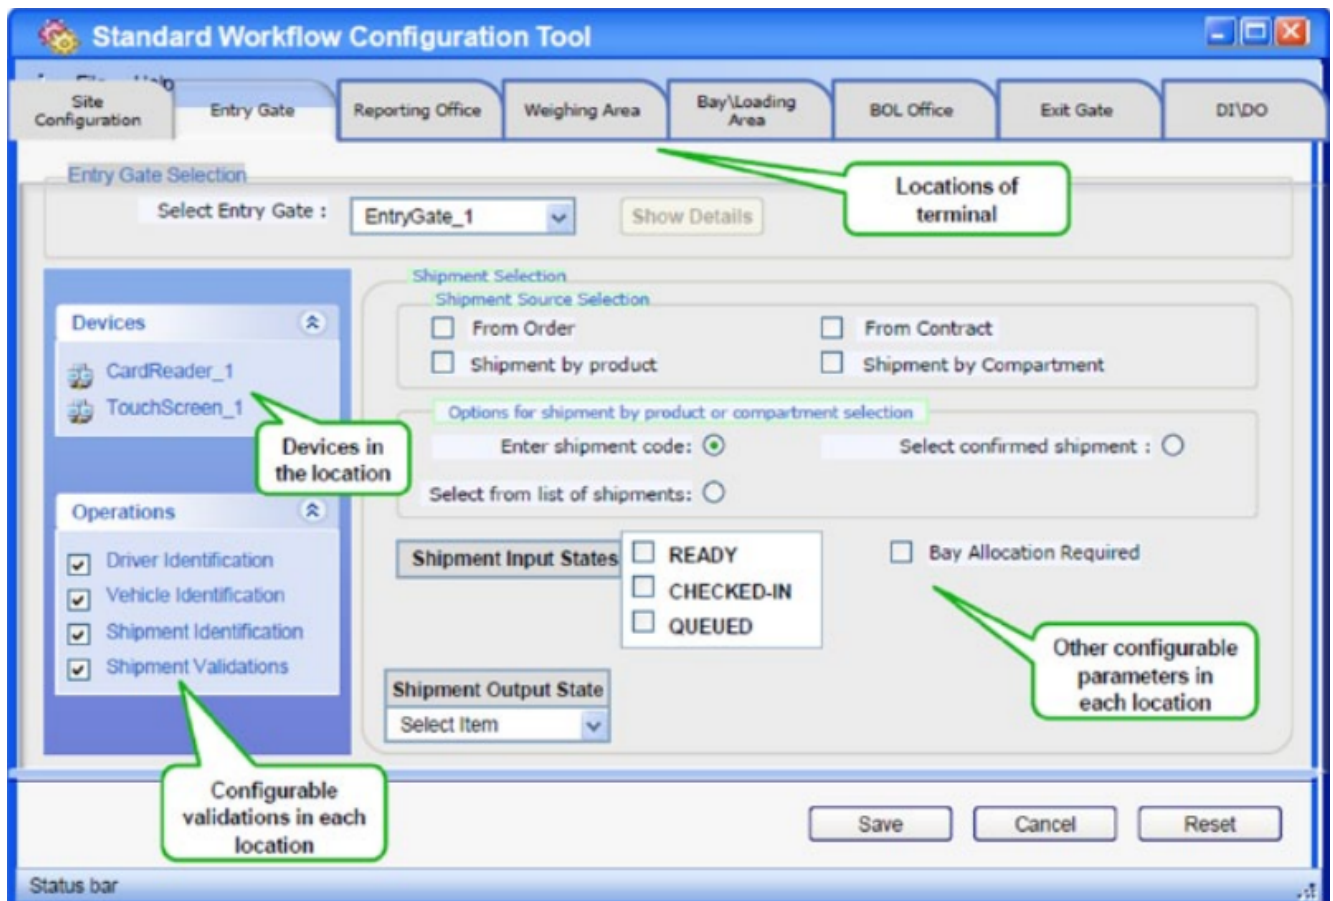 Standard Workflow Configuration Tool
File Help
Site
Configuration
Entry Gate
Reporting Office
Weighing Area
Bay\Loading
Area
BOL Office
Exit Gate
DI\DO
Entry Gate Selection
Select Entry Gate :
EntryGate_1
Show Details
Locations of
terminal
Devices
CardReader_1
TouchScreen_1
Devices in
the location
Operations
Driver Identification
Vehicle Identification
Shipment Identification
Shipment Validations
Configurable
validations in each
location
Shipment Selection
Shipment Source Selection
From Order
From Contract
Shipment by product
Shipment by Compartment
Options for shipment by product or compartment selection
Enter shipment code:
Select confirmed shipment :
Select from list of shipments:
Shipment Input States
READY
CHECKED-IN
QUEUED
Bay Allocation Required
Other configurable
parameters in
each location
Shipment Output State
Select Item
Save
Cancel
Reset
Status bar